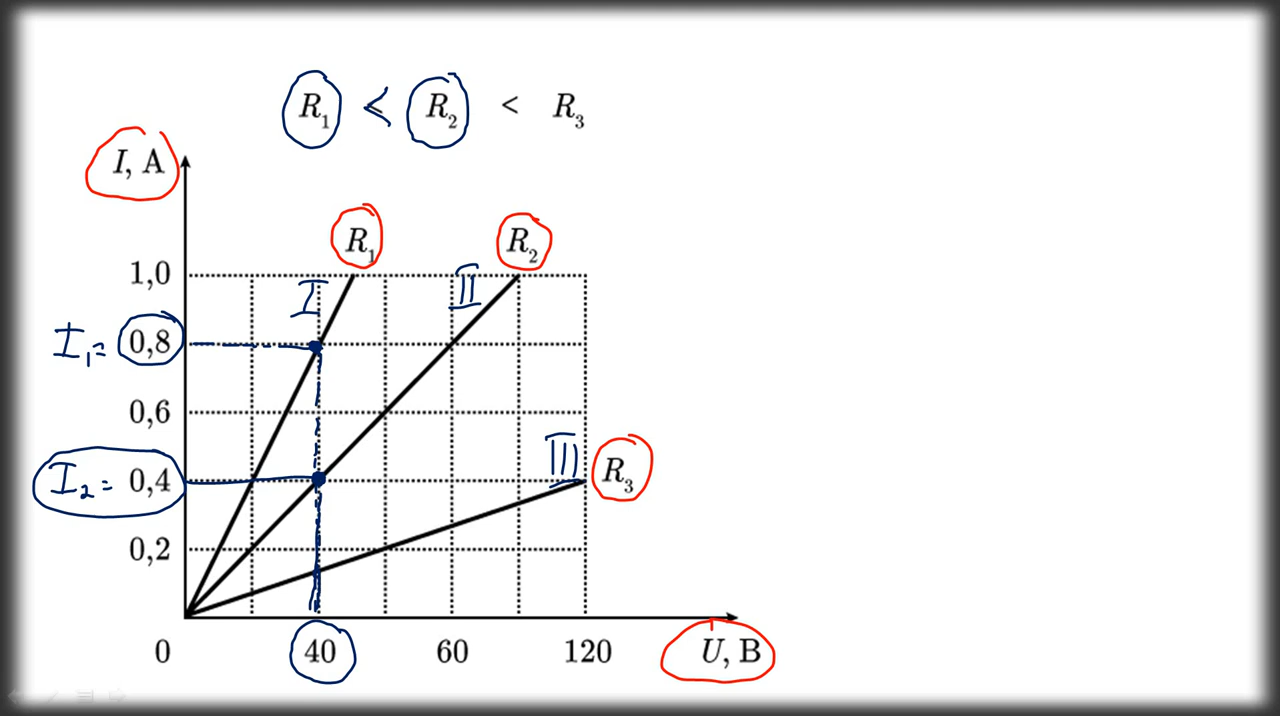 R₁ < R₂ < R₃
I, A
R₁
R₂
1,0
I
II
I₁= 0,8
0,6
III
R₃
I₂= 0,4
0,2
0
40
60
120
U, В